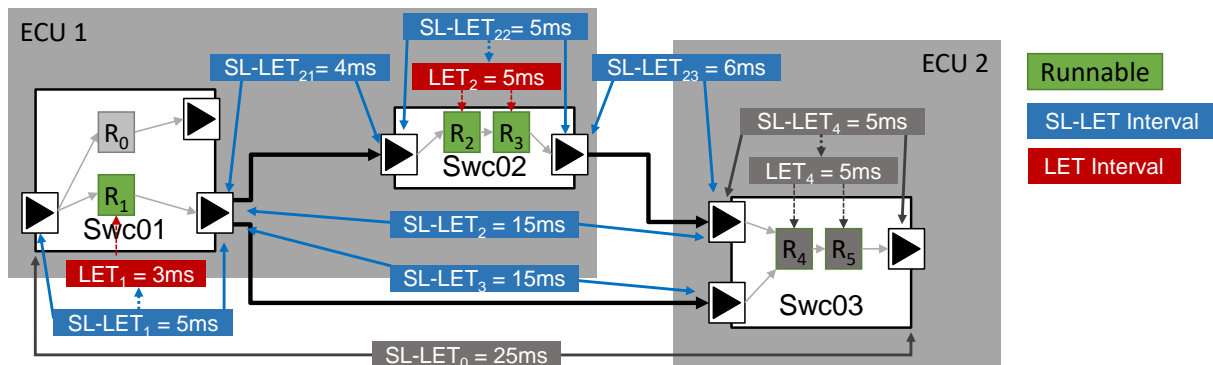 ECU 1
SL-LET₂₂= 5ms
ECU 2
SL-LET₂₁= 4ms
LET₂ = 5ms
SL-LET₂₃ = 6ms
Runnable
SL-LET Interval
LET Interval
R₀
R₂
R₃
Swc02
SL-LET₄ = 5ms
LET₄ = 5ms
R₁
Swc01
SL-LET₂ = 15ms
R₄
R₅
LET₁ = 3ms
SL-LET₃ = 15ms
Swc03
SL-LET₁ = 5ms
SL-LET₀ = 25ms